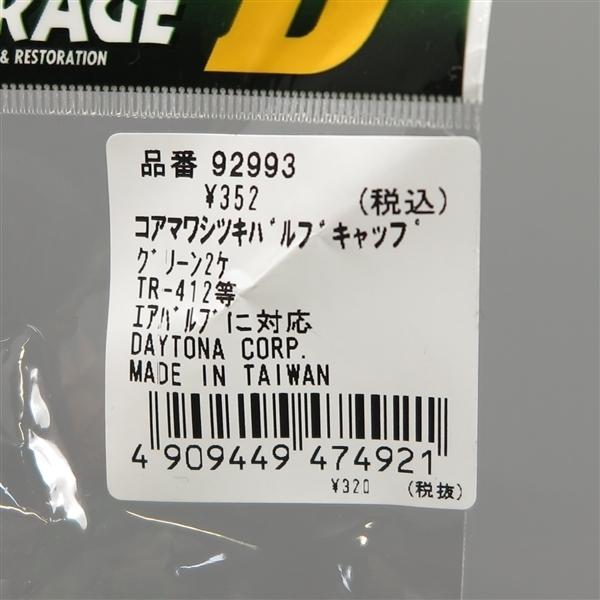 RAGE D
& RESTORATION
品番 92993
¥352 (税込)
コアマワシツキバルブキャップ
グリーン2ケ
TR-412等
エアバルブに対応
DAYTONA CORP.
MADE IN TAIWAN
4 909449 474921
¥320 (税抜)